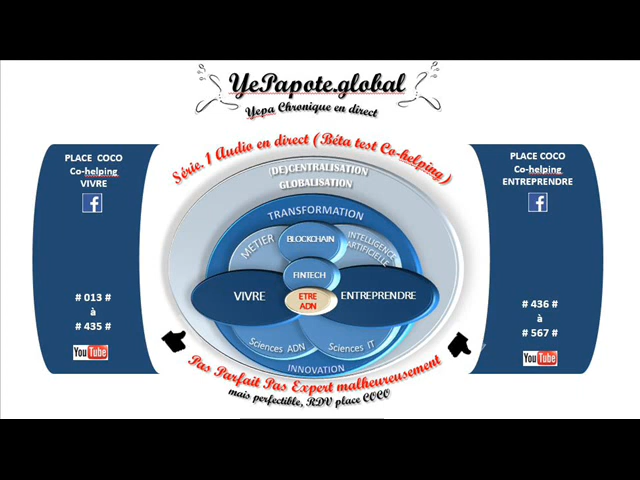 YePapote.global
Yepa Chronique en direct
Série, 1 Audio en direct (Béta test Co-helping)
PLACE COCO
Co-helping
VIVRE
f
# 013 #
à
# 435 #
YouTube
(DE)CENTRALISATION
GLOBALISATION
TRANSFORMATION
METIER
BLOCKCHAIN
INTELLIGENCE
ARTIFICIELLE
FINTECH
VIVRE
ETRE
ADN
ENTREPRENDRE
Sciences ADN
Sciences IT
INNOVATION
Pas Parfait Pas Expert malheureusement
mais perfectible, RDV place COCO
PLACE COCO
Co-helping
ENTREPRENDRE
f
# 436 #
à
# 567 #
YouTube